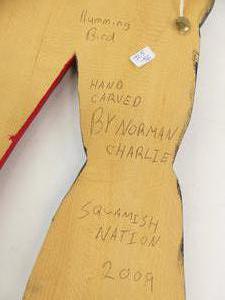 Humming
Bird
HAND
CARVED
BY NORMAN
CHARLIE
SQUAMISH
NATION
2009